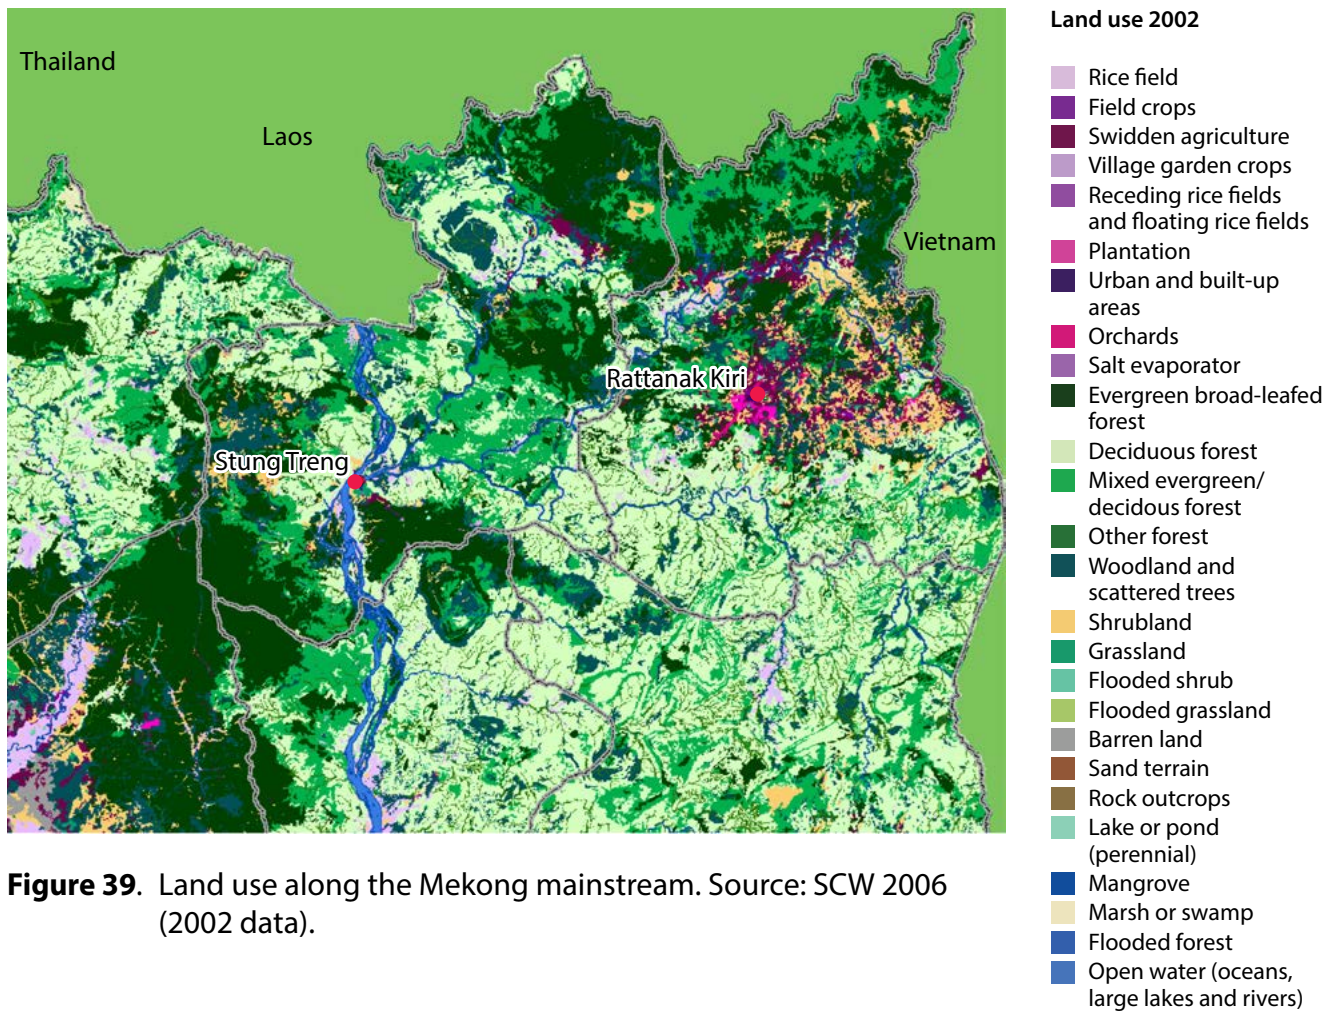 Thailand
Laos
Vietnam
Rattanak Kiri
Stung Treng
Land use 2002
Rice field
Field crops
Swidden agriculture
Village garden crops
Receding rice fields
and floating rice fields
Plantation
Urban and built-up
areas
Orchards
Salt evaporator
Evergreen broad-leafed
forest
Deciduous forest
Mixed evergreen/
decidous forest
Other forest
Woodland and
scattered trees
Shrubland
Grassland
Flooded shrub
Flooded grassland
Barren land
Sand terrain
Rock outcrops
Lake or pond
(perennial)
Mangrove
Marsh or swamp
Flooded forest
Open water (oceans,
large lakes and rivers)
Figure 39. Land use along the Mekong mainstream. Source: SCW 2006
(2002 data).